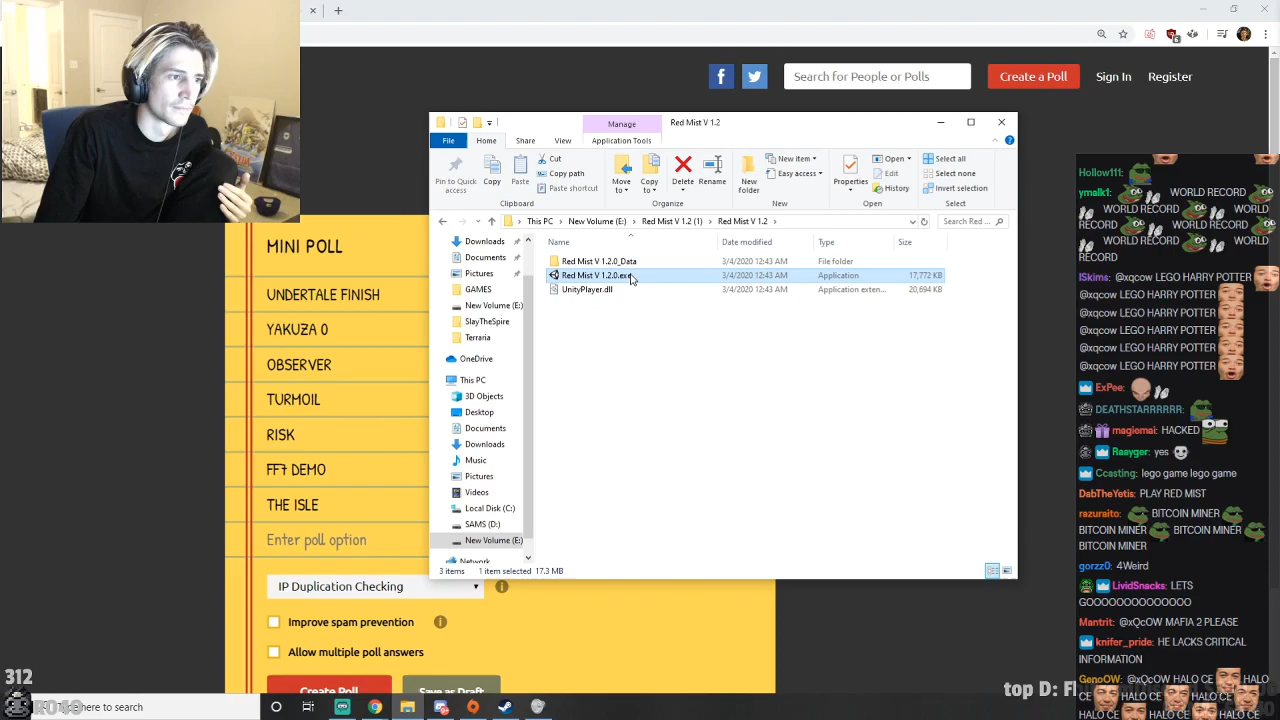 Search for People or Polls
Create a Poll
Sign In
Register
MINI POLL
UNDERTALE FINISH
YAKUZA 0
OBSERVER
TURMOIL
RISK
FF7 DEMO
THE ISLE
Enter poll option
IP Duplication Checking
Improve spam prevention
Allow multiple poll answers
Create Poll
Save as Draft
Manage
Red Mist V 1.2
File
Home
Share
View
Application Tools
Pin to Quick access
Copy
Paste
Cut
Copy path
Paste shortcut
Clipboard
Move to
Copy to
Delete
Rename
Organize
New folder
New item
Easy access
New
Properties
Open
Edit
History
Open
Select all
Select none
Invert selection
Select
This PC > New Volume (E:) > Red Mist V 1.2 (1) > Red Mist V 1.2 >
Search Red ...
Downloads
Documents
Pictures
GAMES
New Volume (E:)
SlayTheSpire
Terraria
OneDrive
This PC
3D Objects
Desktop
Documents
Downloads
Music
Pictures
Videos
Local Disk (C:)
SAMS (D:)
New Volume (E:)
Network
Name Date modified Type Size
Red Mist V 1.2.0_Data 3/4/2020 12:43 AM File folder
Red Mist V 1.2.0.exe 3/4/2020 12:43 AM Application 17,772 KB
UnityPlayer.dll 3/4/2020 12:43 AM Application exten... 20,694 KB
3 items 1 item selected 17.3 MB
Hollow111:
ymalk1: WORLD RECORD
WORLD RECORD
WORLD RECORD
WORLD RECORD
WORLD RECORD
ISkims: @xqcow LEGO HARRY POTTER
@xqcow LEGO HARRY POTTER
@xqcow LEGO HARRY POTTER
@xqcow LEGO HARRY POTTER
@xqcow LEGO HARRY POTTER
@xqcow LEGO HARRY POTTER
ExPee:
DEATHSTARRRRRR:
magiemai: HACKED
Raayger: yes
Ccasting: lego game lego game
DabTheYetis: PLAY RED MIST
razuraito: BITCOIN MINER
BITCOIN MINER BITCOIN MINER
BITCOIN MINER
gorzz0: 4Weird
LividSnacks: LETS
GOOOOOOOOOOOOO
Mantrit: @xQcOW MAFIA 2 PLEASE
knifer_pride: HE LACKS CRITICAL
INFORMATION
GenoOW: @xQcOW HALO CE HALO
CE HALO CE HALO CE
HALO CE HALO CE
312
here to search